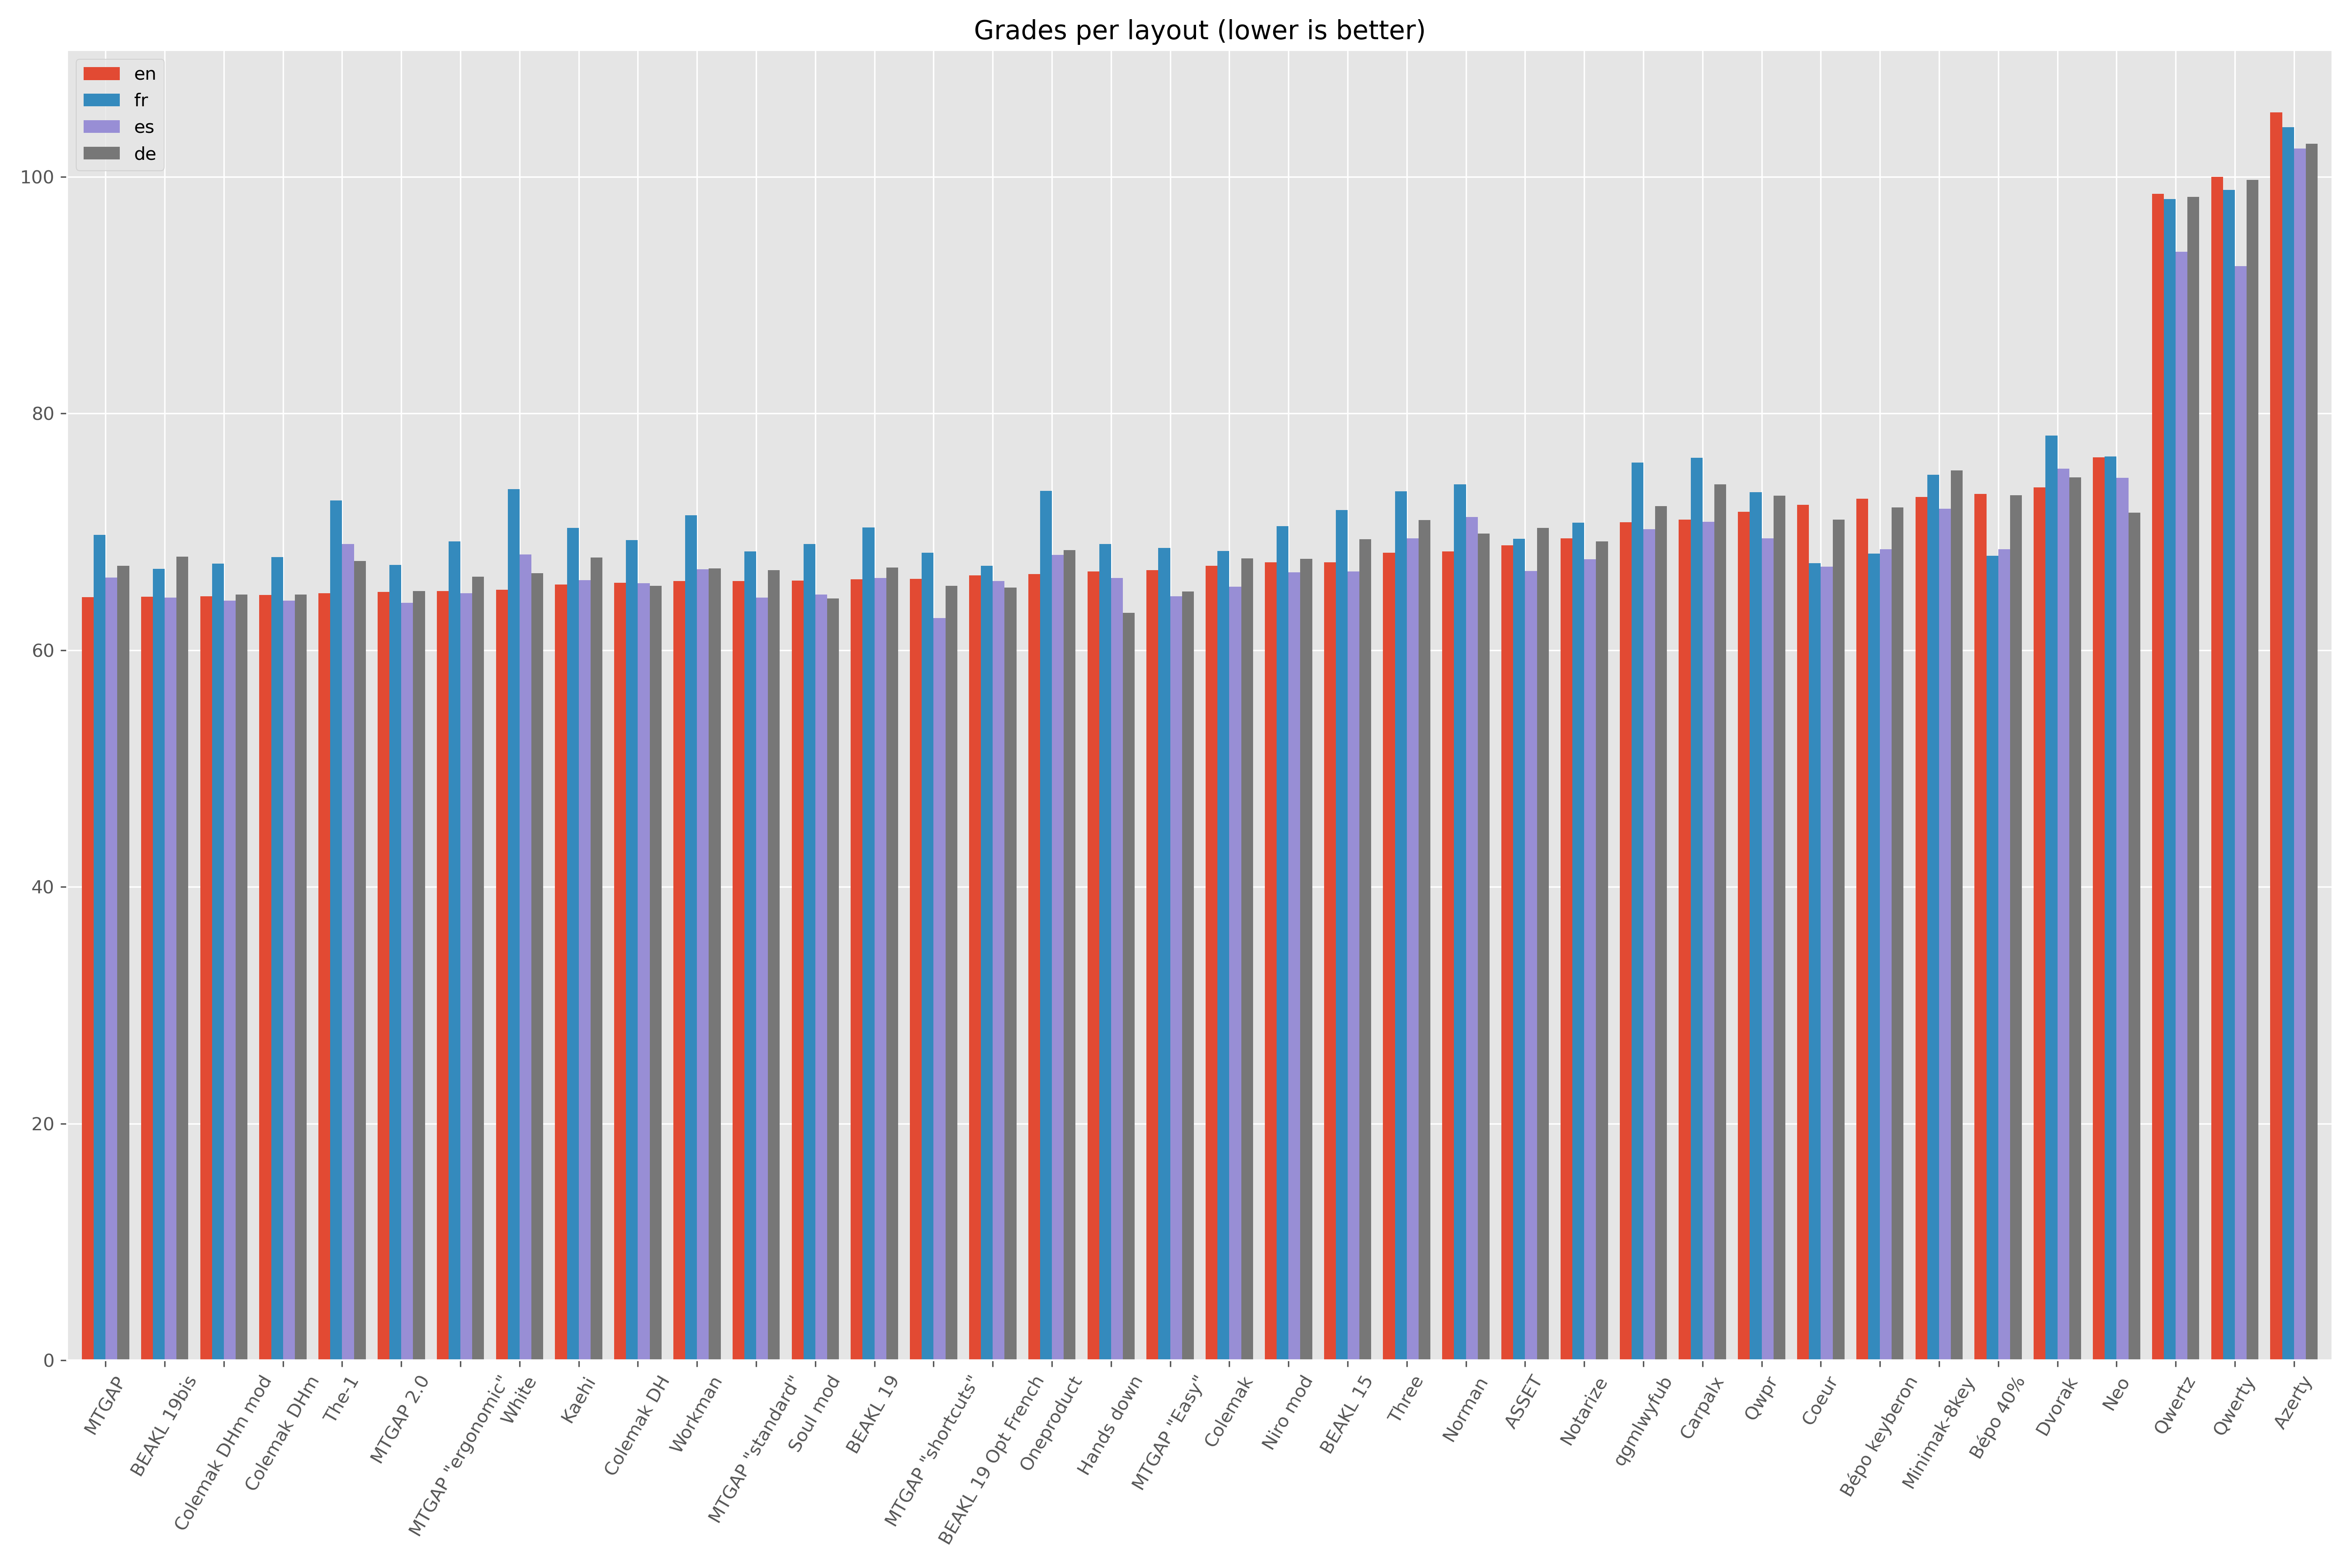 Grades per layout (lower is better)
en
fr
es
de
100
80
60
40
20
0
MTGAP
BEAKL 19bis
Colemak DHm mod
Colemak DHm
The-1
MTGAP 2.0
MTGAP "ergonomic"
White
Kaehi
Colemak DH
Workman
MTGAP "standard"
Soul mod
BEAKL 19
MTGAP "shortcuts"
BEAKL 19 Opt French
Oneproduct
Hands down
MTGAP "Easy"
Colemak
Niro mod
BEAKL 15
Three
Norman
ASSET
Notarize
qgmlwyfub
Carpalx
Qwpr
Coeur
Bépo keyberon
Minimak-8key
Bépo 40%
Dvorak
Neo
Qwertz
Qwerty
Azerty